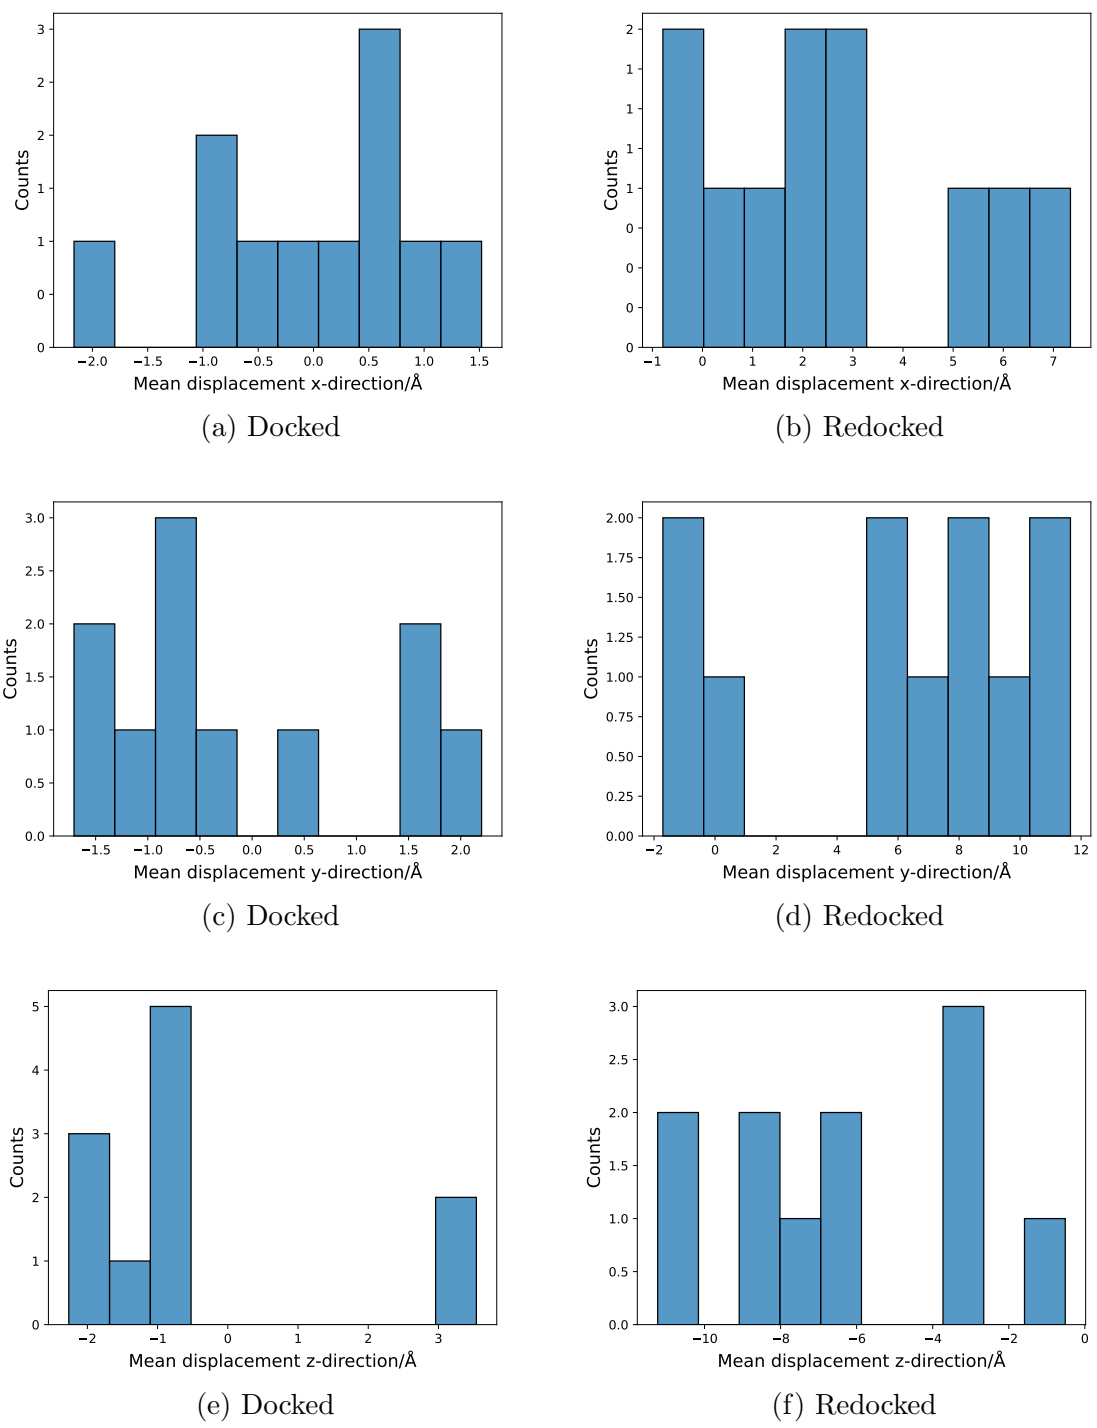 3
2
2
1
1
0
0
Counts
−2.0 −1.5 −1.0 −0.5 0.0 0.5 1.0 1.5
Mean displacement x-direction/Å
(a) Docked
2
1
1
1
1
0
0
0
0
Counts
−1 0 1 2 3 4 5 6 7
Mean displacement x-direction/Å
(b) Redocked
3.0
2.5
2.0
1.5
1.0
0.5
0.0
Counts
−1.5 −1.0 −0.5 0.0 0.5 1.0 1.5 2.0
Mean displacement y-direction/Å
(c) Docked
2.00
1.75
1.50
1.25
1.00
0.75
0.50
0.25
0.00
Counts
−2 0 2 4 6 8 10 12
Mean displacement y-direction/Å
(d) Redocked
5
4
3
2
1
0
Counts
−2 −1 0 1 2 3
Mean displacement z-direction/Å
(e) Docked
3.0
2.5
2.0
1.5
1.0
0.5
0.0
Counts
−10 −8 −6 −4 −2 0
Mean displacement z-direction/Å
(f) Redocked